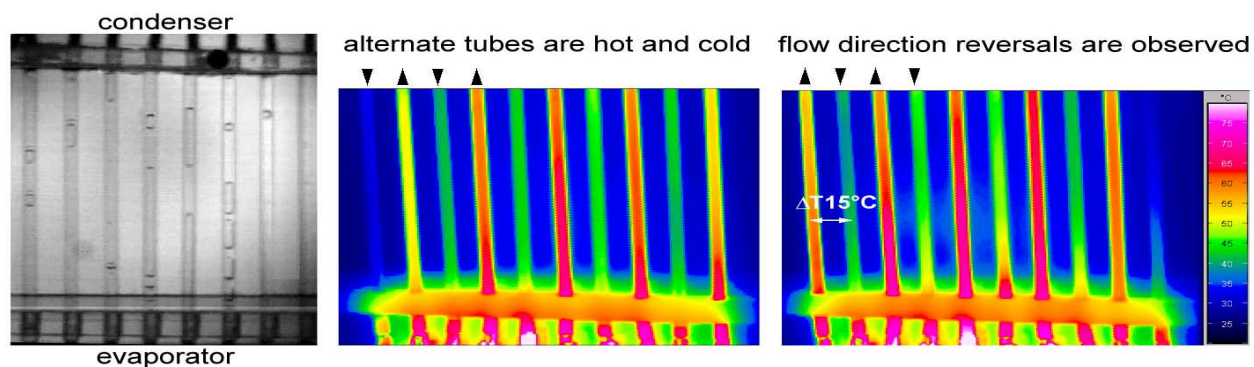 condenser
alternate tubes are hot and cold
flow direction reversals are observed
ΔT15°C
°C
75
70
65
60
55
50
45
40
35
30
25
evaporator